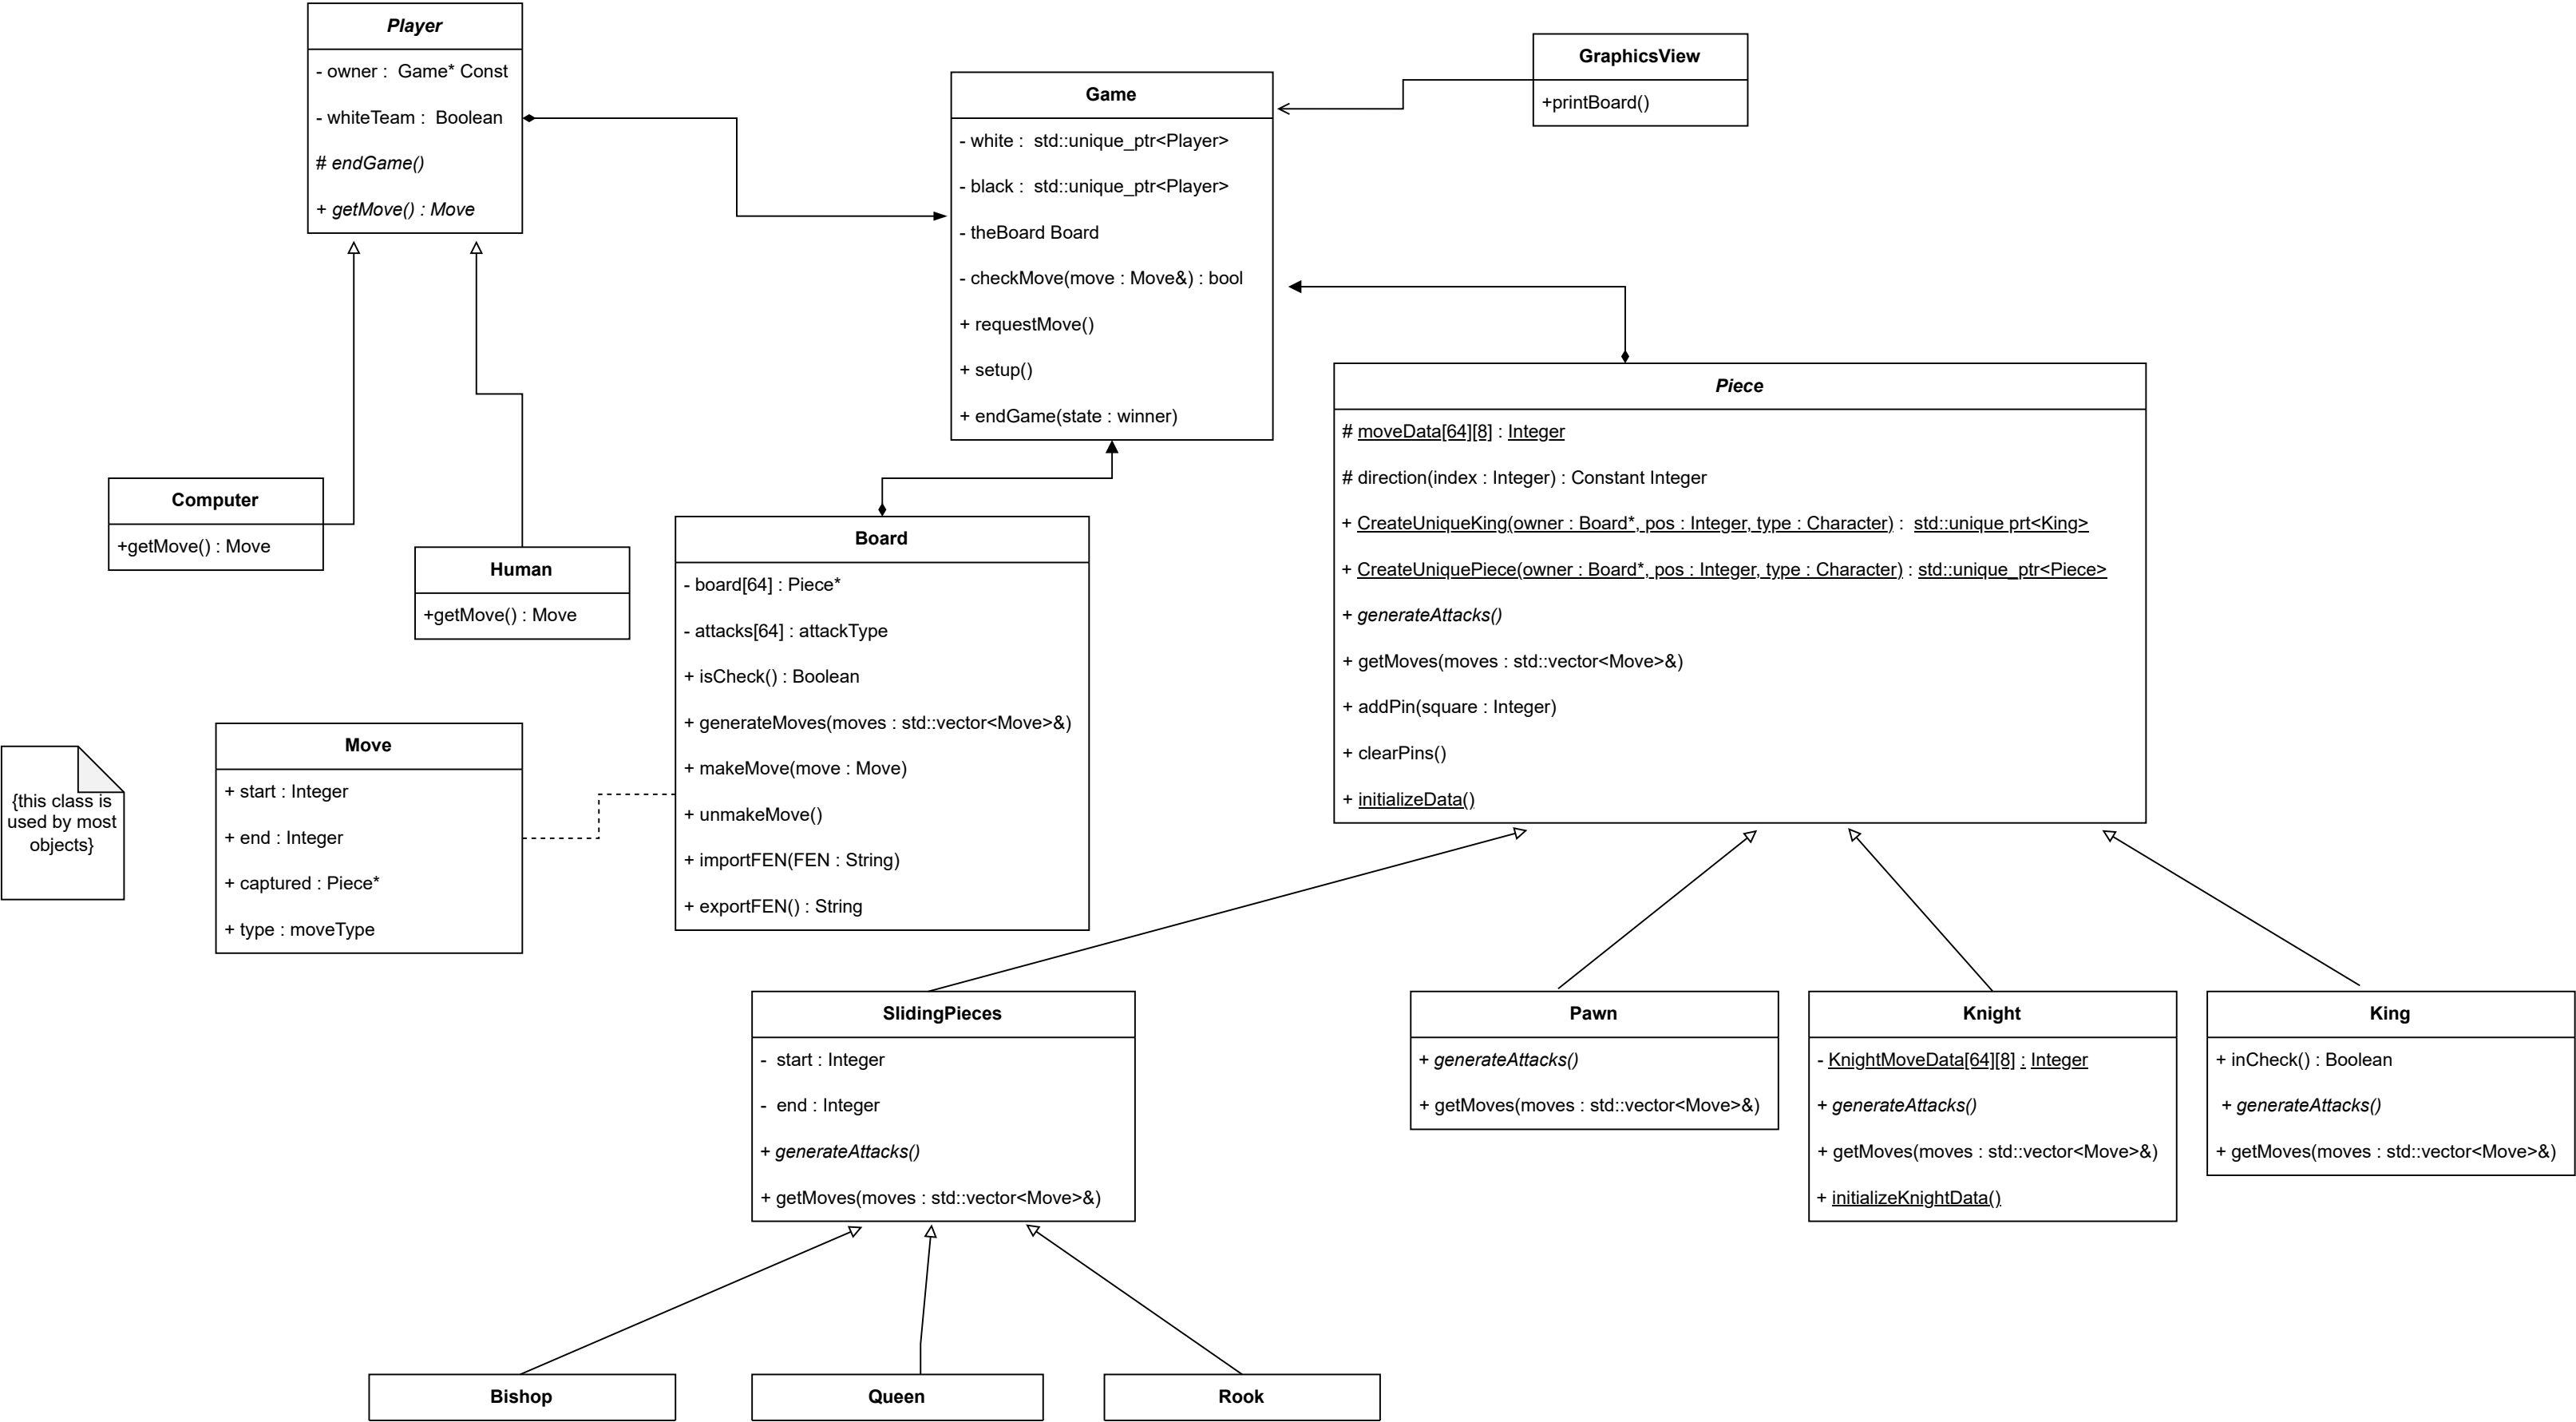 Player
- owner :  Game* Const
- whiteTeam :  Boolean
# endGame()
+ getMove() : Move
Game
- white :  std::unique_ptr<Player>
- black :  std::unique_ptr<Player>
- theBoard Board
- checkMove(move : Move&) : bool
+ requestMove()
+ setup()
+ endGame(state : winner)
GraphicsView
+printBoard()
Piece
# moveData[64][8] : Integer
# direction(index : Integer) : Constant Integer
+ CreateUniqueKing(owner : Board*, pos : Integer, type : Character) :  std::unique prt<King>
+ CreateUniquePiece(owner : Board*, pos : Integer, type : Character) : std::unique_ptr<Piece>
+ generateAttacks()
+ getMoves(moves : std::vector<Move>&)
+ addPin(square : Integer)
+ clearPins()
+ initializeData()
Computer
+getMove() : Move
Human
+getMove() : Move
Board
- board[64] : Piece*
- attacks[64] : attackType
+ isCheck() : Boolean
+ generateMoves(moves : std::vector<Move>&)
+ makeMove(move : Move)
+ unmakeMove()
+ importFEN(FEN : String)
+ exportFEN() : String
{this class is
used by most
objects}
Move
+ start : Integer
+ end : Integer
+ captured : Piece*
+ type : moveType
SlidingPieces
-  start : Integer
-  end : Integer
+ generateAttacks()
+ getMoves(moves : std::vector<Move>&)
Pawn
+ generateAttacks()
+ getMoves(moves : std::vector<Move>&)
Knight
- KnightMoveData[64][8] : Integer
+ generateAttacks()
+ getMoves(moves : std::vector<Move>&)
+ initializeKnightData()
King
+ inCheck() : Boolean
+ generateAttacks()
+ getMoves(moves : std::vector<Move>&)
Bishop
Queen
Rook